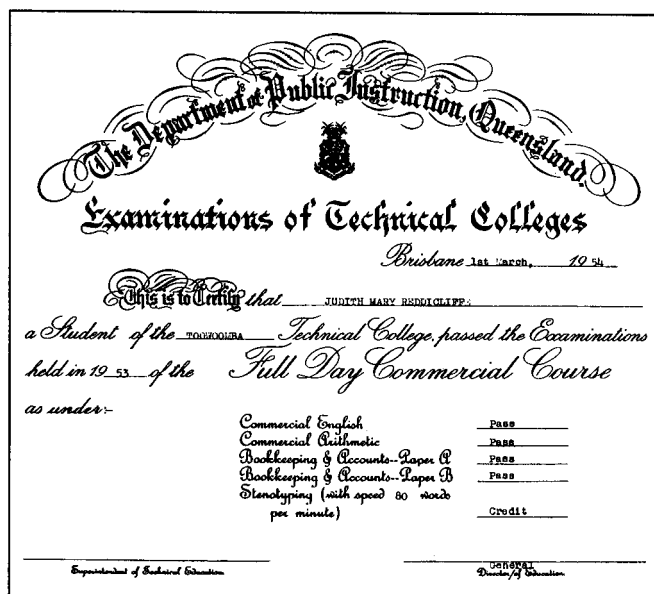 The Department of Public Instruction, Queensland.
Examinations of Technical Colleges
Brisbane 1st March, 1954
This is to Certify that JUDITH MARY REDDICLIFFE
a Student of the TOOWOOMBA Technical College, passed the Examinations
held in 1953 of the Full Day Commercial Course
as under:-
Commercial English Pass
Commercial Arithmetic Pass
Bookkeeping & Accounts--Paper A Pass
Bookkeeping & Accounts--Paper B Pass
Stenotyping (with speed 80 words
per minute) Credit
General
Superintendent of Technical Education Director/of Education.